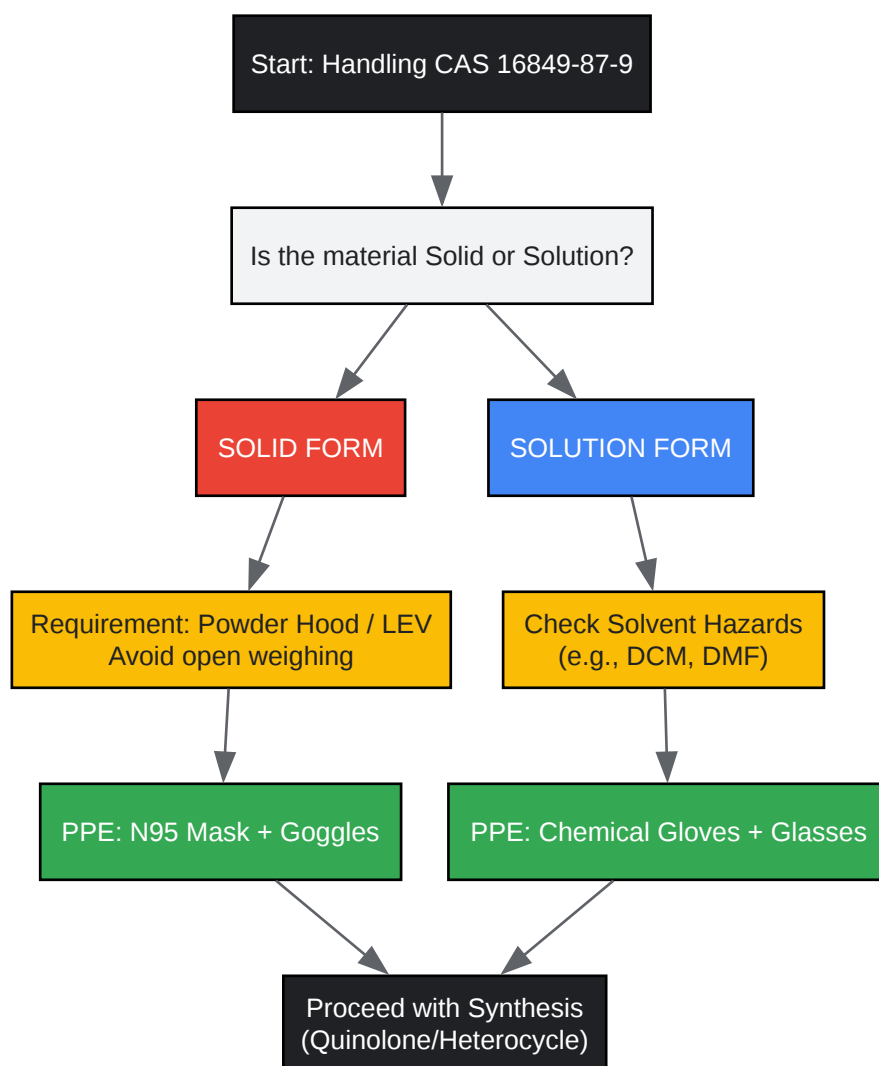 Start: Handling CAS 16849-87-9
Is the material Solid or Solution?
SOLID FORM
SOLUTION FORM
Requirement: Powder Hood / LEV
Avoid open weighing
Check Solvent Hazards
(e.g., DCM, DMF)
PPE: N95 Mask + Goggles
PPE: Chemical Gloves + Glasses
Proceed with Synthesis
(Quinolone/Heterocycle)